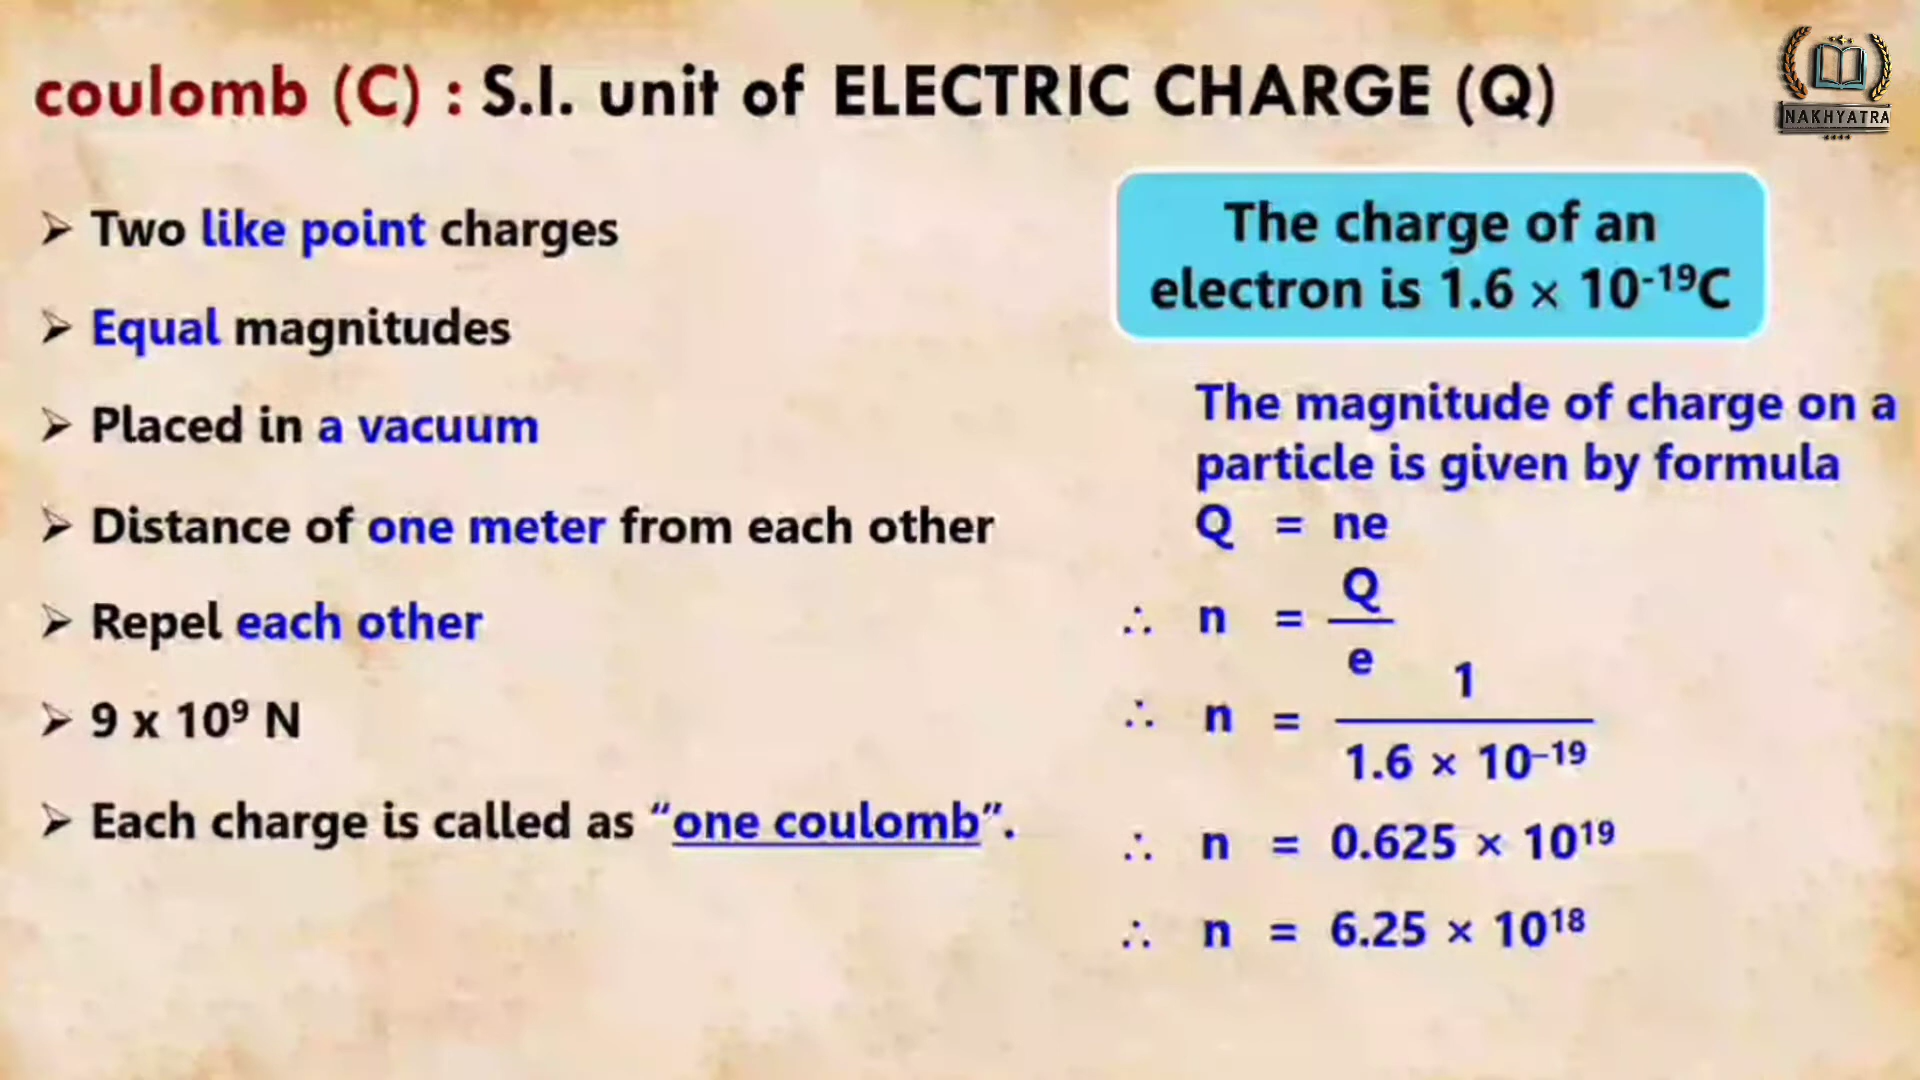 coulomb (C) : S.I. unit of ELECTRIC CHARGE (Q)
NAKHYATRA
➢ Two like point charges
➢ Equal magnitudes
➢ Placed in a vacuum
➢ Distance of one meter from each other
➢ Repel each other
➢ 9 x 10⁹ N
➢ Each charge is called as “one coulomb”.
The charge of an
electron is 1.6 × 10⁻¹⁹C
The magnitude of charge on a
particle is given by formula
Q = ne
∴ n = Q/e
∴ n = 1/1.6 × 10⁻¹⁹
∴ n = 0.625 × 10¹⁹
∴ n = 6.25 × 10¹⁸